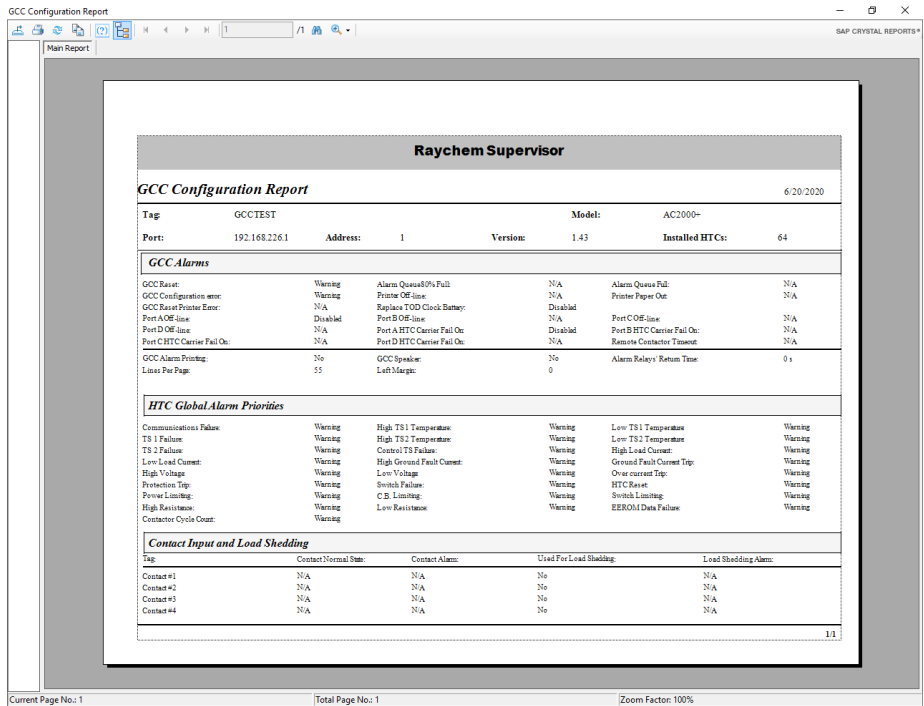 GCC Configuration Report
1 /1 SAP CRYSTAL REPORTS®
Main Report
Raychem Supervisor
GCC Configuration Report 6/20/2020
Tag: GCCTEST Model: AC2000+
Port: 192.168.226.1 Address: 1 Version: 1.43 Installed HTCs: 64
GCC Alarms
GCC Reset: Warning Alarm Queue80% Full: N/A Alarm Queue Full: N/A
GCC Configuration error: Warning Printer Off-line: N/A Printer Paper Out: N/A
GCC Reset Printer Error: N/A Replace TOD Clock Battery: Disabled
Port A Off-line: Disabled Port B Off-line: N/A Port C Off-line: N/A
Port D Off-line: N/A Port A HTC Carrier Fail On: Disabled Port B HTC Carrier Fail On: N/A
Port C HTC Carrier Fail On: N/A Port D HTC Carrier Fail On: N/A Remote Contactor Timeout: N/A
GCC Alarm Printing: No GCC Speaker: No Alarm Relays' Return Time: 0 s
Lines Per Page: 55 Left Margin: 0
HTC Global Alarm Priorities
Communications Failure: Warning High TS1 Temperature: Warning Low TS1 Temperature Warning
TS 1 Failure: Warning High TS2 Temperature: Warning Low TS2 Temperature Warning
TS 2 Failure: Warning Control TS Failure: Warning High Load Current: Warning
Low Load Current: Warning High Ground Fault Current: Warning Ground Fault Current Trip: Warning
High Voltage Warning Low Voltage Warning Over current Trip: Warning
Protection Trip: Warning Switch Failure: Warning HTC Reset: Warning
Power Limiting: Warning C.B. Limiting: Warning Switch Limiting: Warning
High Resistance: Warning Low Resistance: Warning EEROM Data Failure: Warning
Contactor Cycle Count: Warning
Contact Input and Load Shedding
Tag: Contact Normal State: Contact Alarm: Used For Load Shedding: Load Shedding Alarm:
Contact #1 N/A N/A No N/A
Contact #2 N/A N/A No N/A
Contact #3 N/A N/A No N/A
Contact #4 N/A N/A No N/A
1/1
Current Page No.: 1 Total Page No.: 1 Zoom Factor: 100%